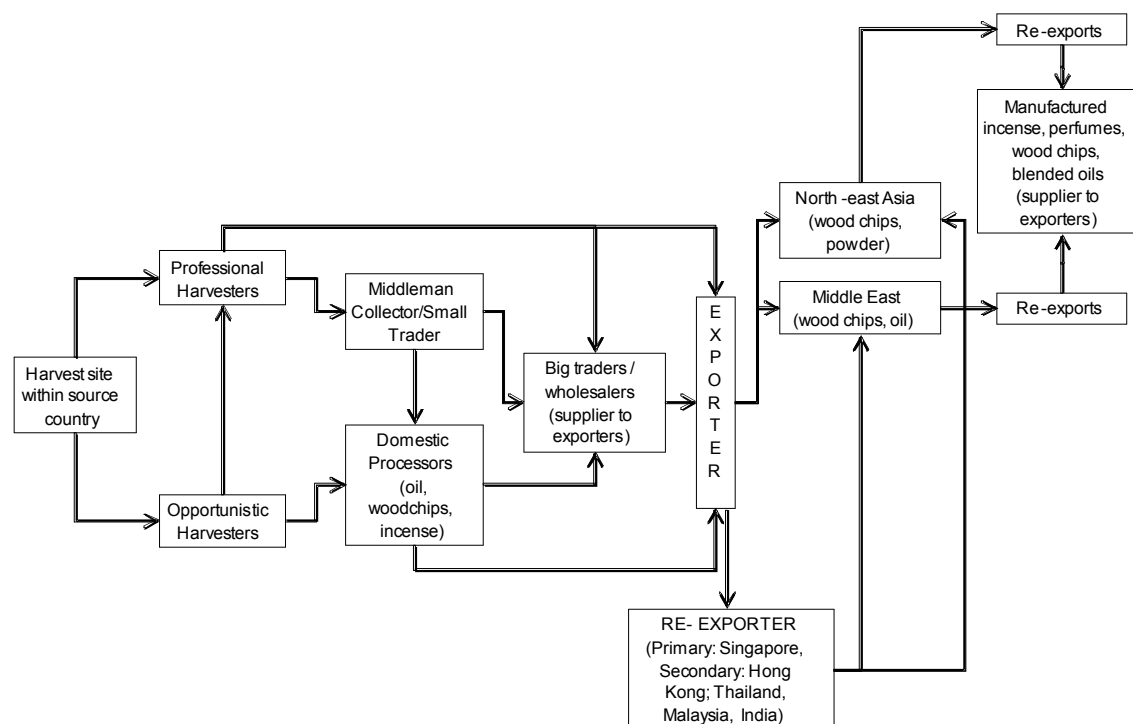 Harvest site
within source
country
Professional
Harvesters
Opportunistic
Harvesters
Middleman
Collector/Small
Trader
Domestic
Processors
(oil,
woodchips,
incense)
Big traders /
wholesalers
(supplier to
exporters)
E
X
P
O
R
T
E
R
RE- EXPORTER
(Primary: Singapore,
Secondary: Hong
Kong; Thailand,
Malaysia, India)
North -east Asia
(wood chips,
powder)
Middle East
(wood chips, oil)
Re -exports
Manufactured
incense, perfumes,
wood chips,
blended oils
(supplier to
exporters)
Re-exports